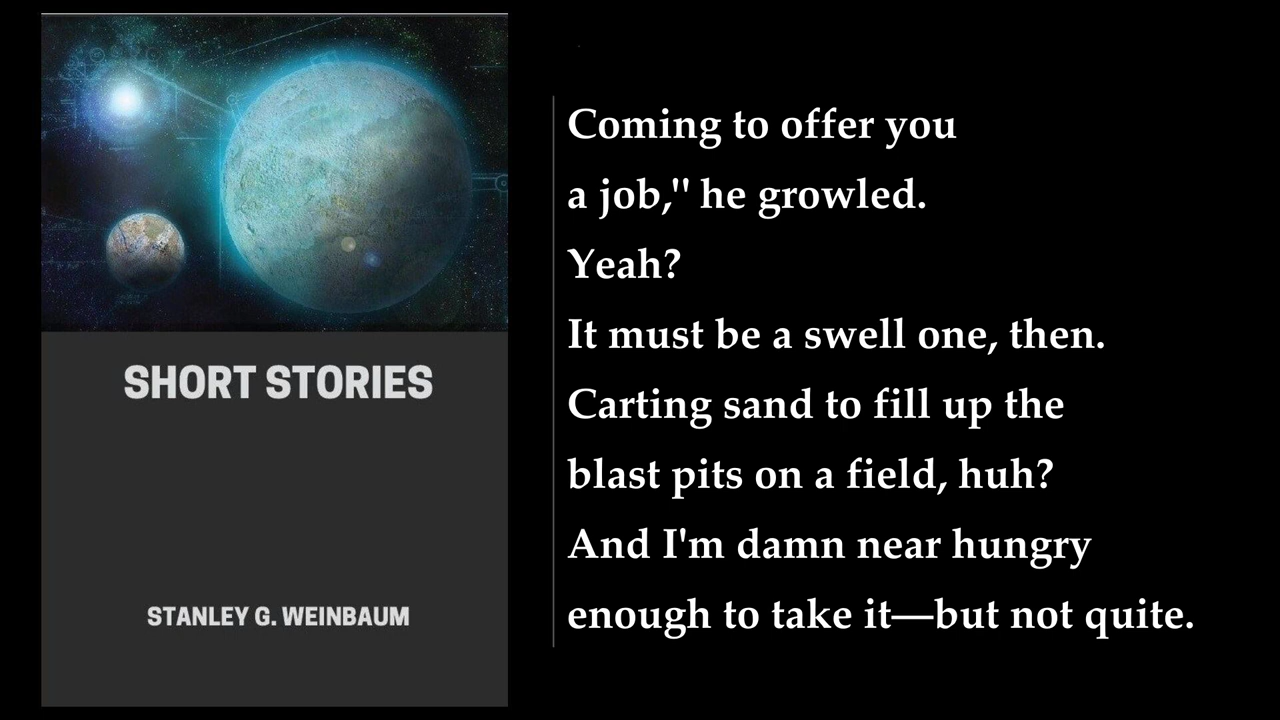 SHORT STORIES
STANLEY G. WEINBAUM
Coming to offer you
a job," he growled.
Yeah?
It must be a swell one, then.
Carting sand to fill up the
blast pits on a field, huh?
And I'm damn near hungry
enough to take it—but not quite.